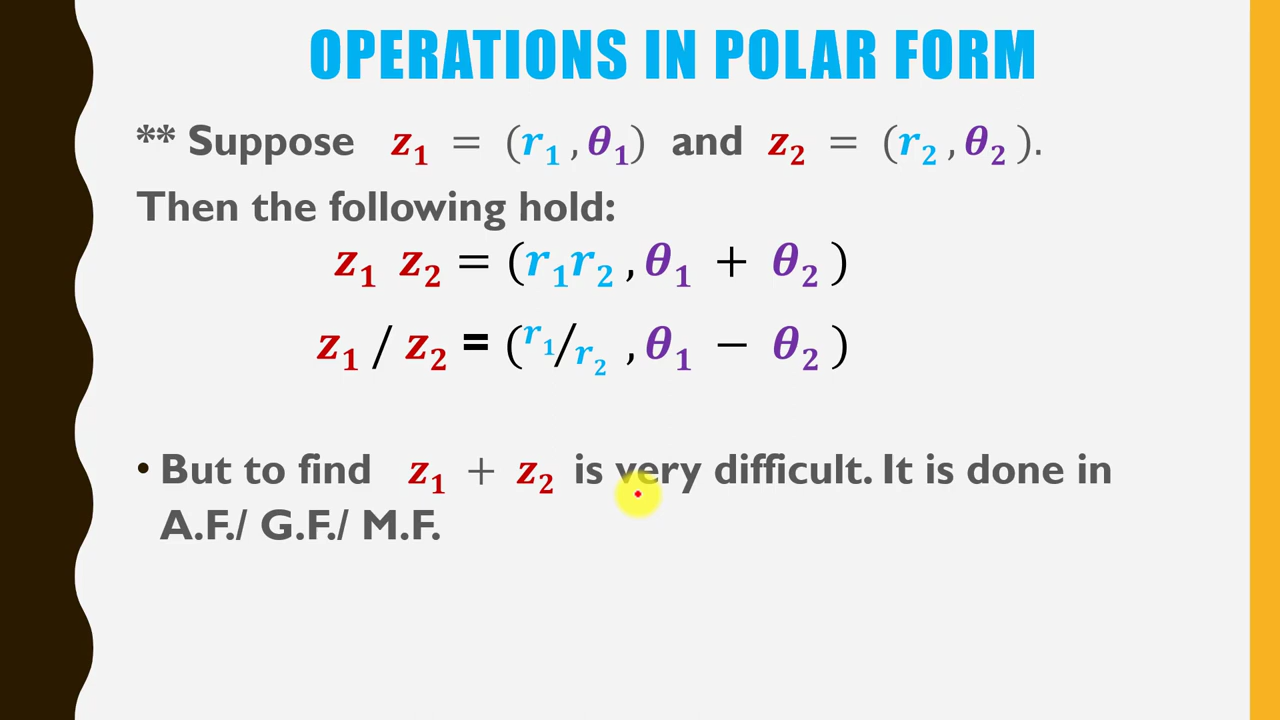 OPERATIONS IN POLAR FORM
** Suppose z₁ = (r₁ , θ₁) and z₂ = (r₂ , θ₂ ).
Then the following hold:
z₁ z₂ = (r₁r₂ , θ₁ + θ₂ )
z₁ / z₂ = (r₁/r₂ , θ₁ − θ₂ )
• But to find z₁ + z₂ is very difficult. It is done in
A.F./ G.F./ M.F.